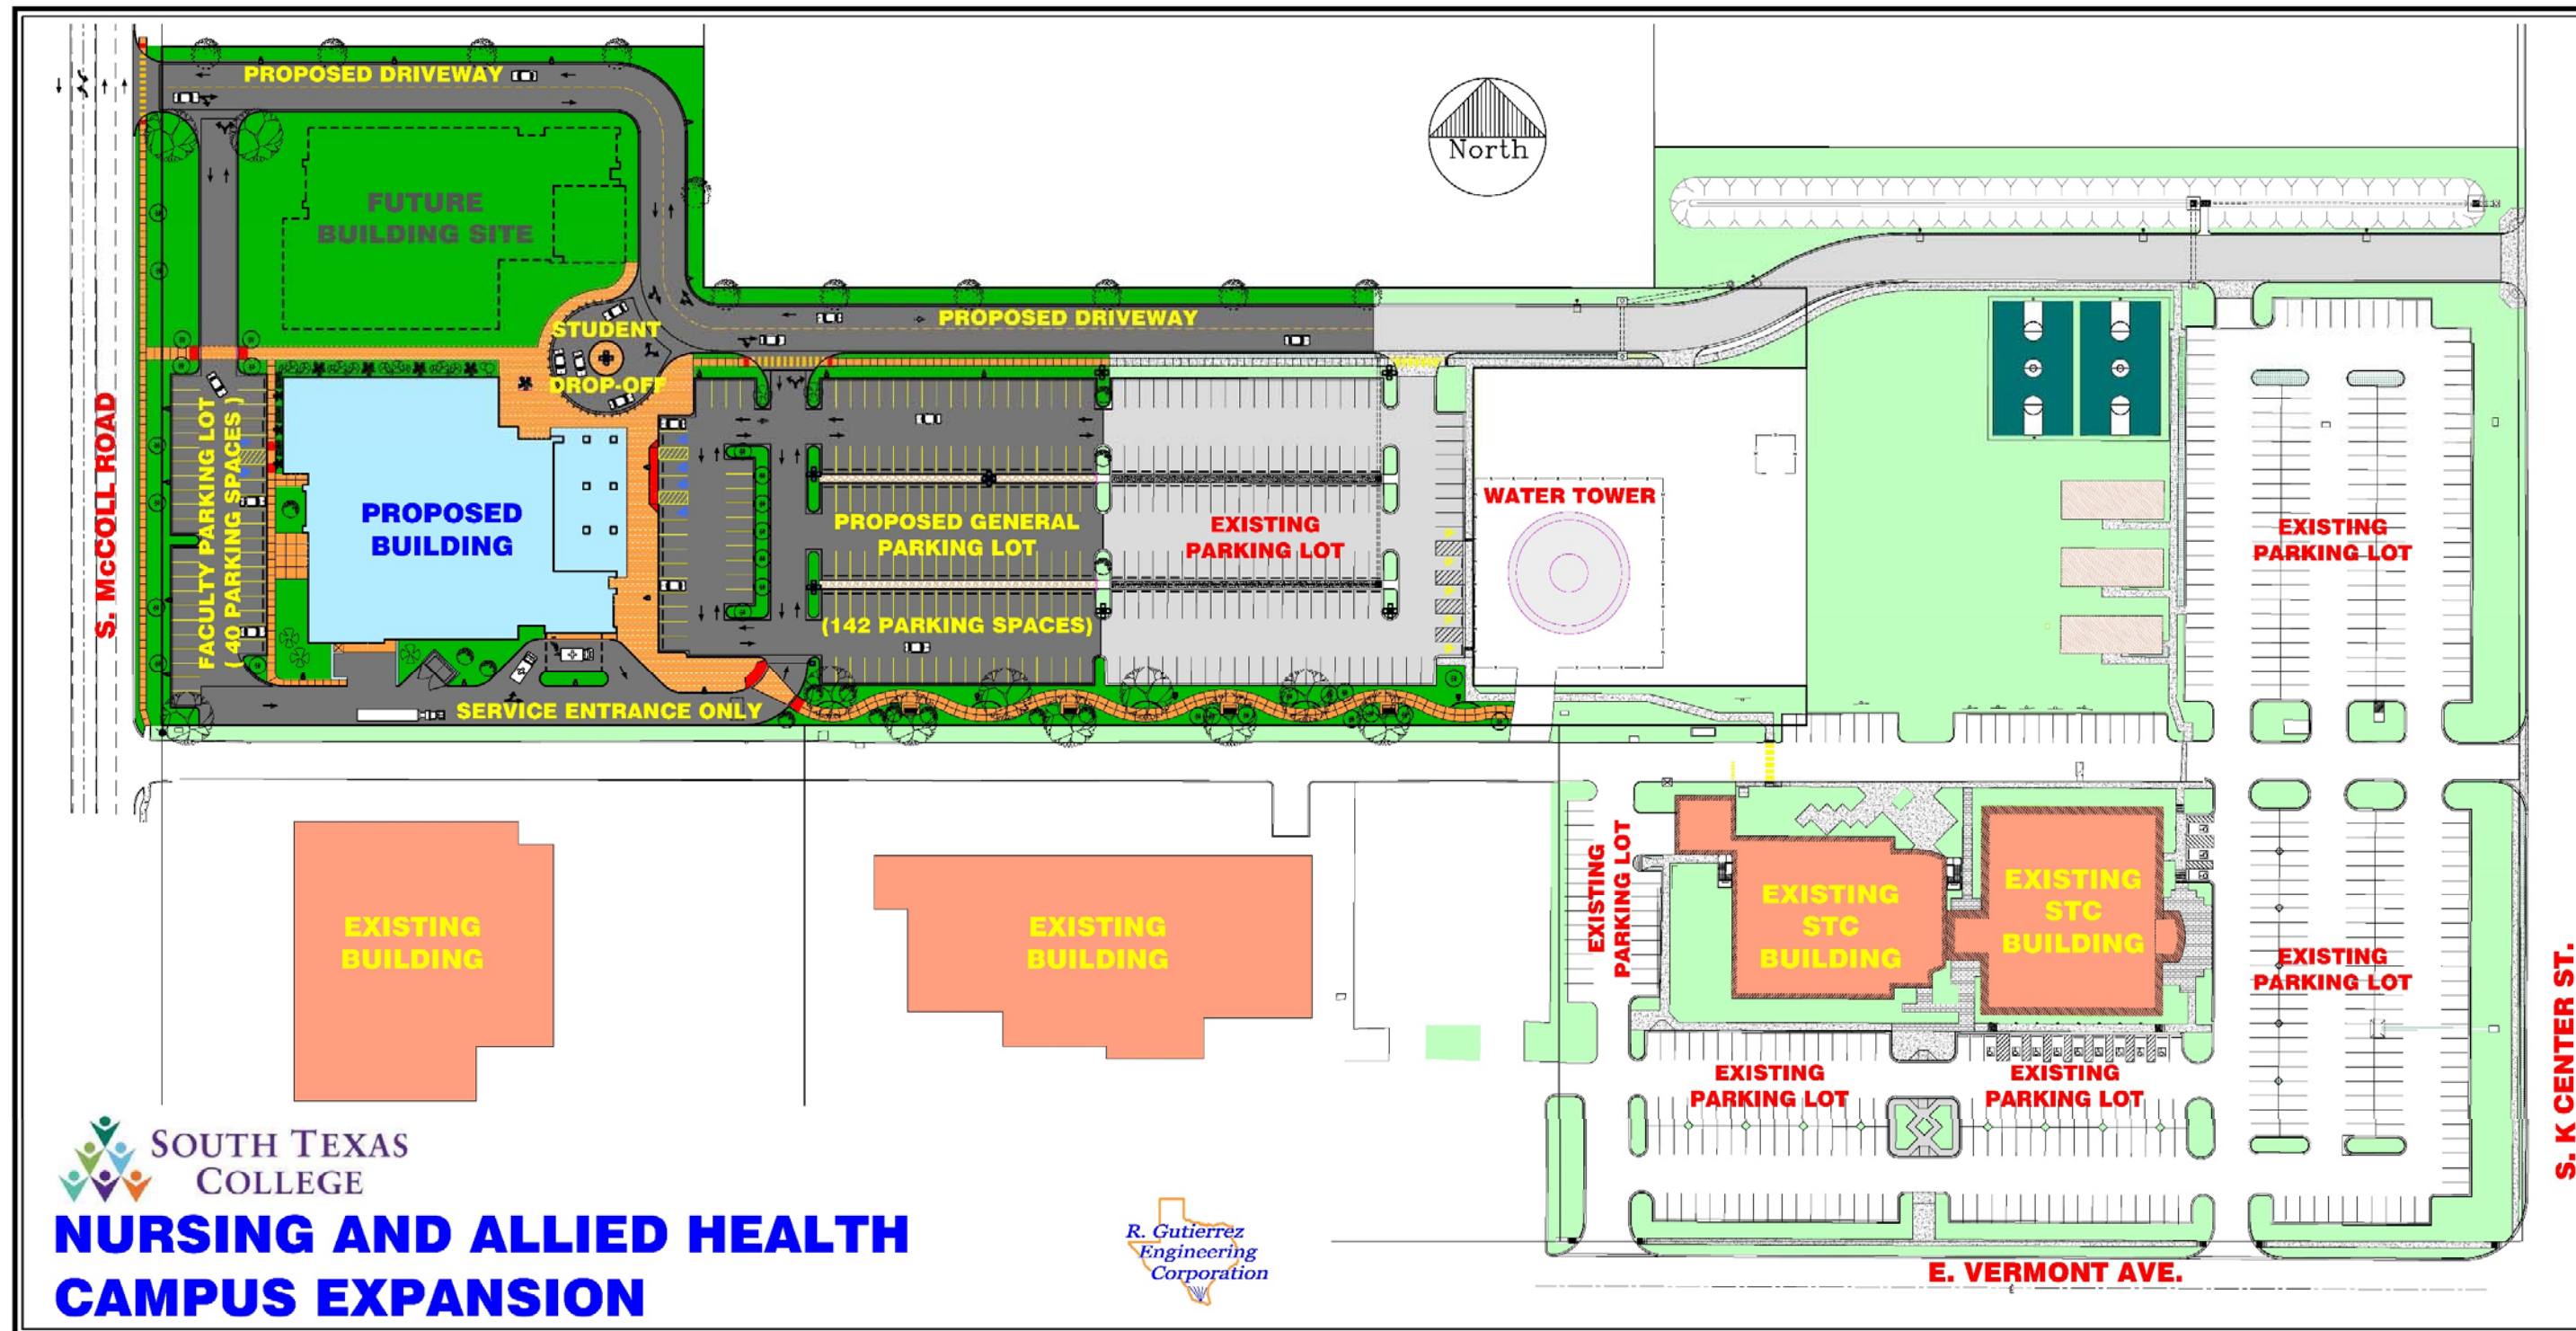 PROPOSED DRIVEWAY
North
FUTURE
BUILDING SITE
STUDENT
DROP-OFF
PROPOSED DRIVEWAY
S. McCOLL ROAD
FACULTY PARKING LOT
( 40 PARKING SPACES )
PROPOSED
BUILDING
PROPOSED GENERAL
PARKING LOT
(142 PARKING SPACES)
EXISTING
PARKING LOT
WATER TOWER
EXISTING
PARKING LOT
SERVICE ENTRANCE ONLY
EXISTING
BUILDING
EXISTING
BUILDING
EXISTING
PARKING LOT
EXISTING
STC
BUILDING
EXISTING
STC
BUILDING
EXISTING
PARKING LOT
EXISTING
PARKING LOT
EXISTING
PARKING LOT
S. K CENTER ST.
E. VERMONT AVE.
SOUTH TEXAS
COLLEGE
NURSING AND ALLIED HEALTH
CAMPUS EXPANSION
R. Gutierrez
Engineering
Corporation